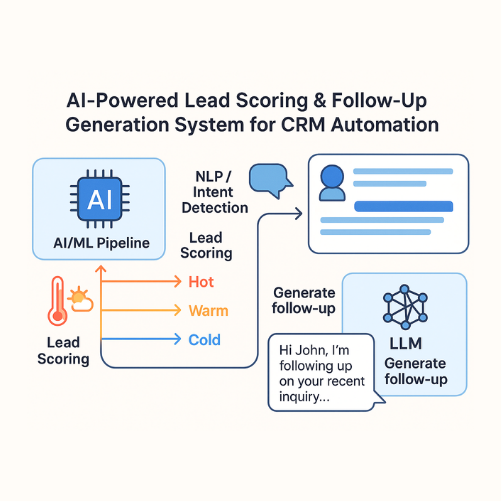 AI-Powered Lead Scoring & Follow-Up
Generation System for CRM Automation
AI
AI/ML Pipeline
NLP /
Intent
Detection
Lead
Scoring
Hot
Warm
Cold
Lead
Scoring
Generate
follow-up
LLM
Generate
follow-up
Hi John, I'm
following up
on your recent
inquiry...